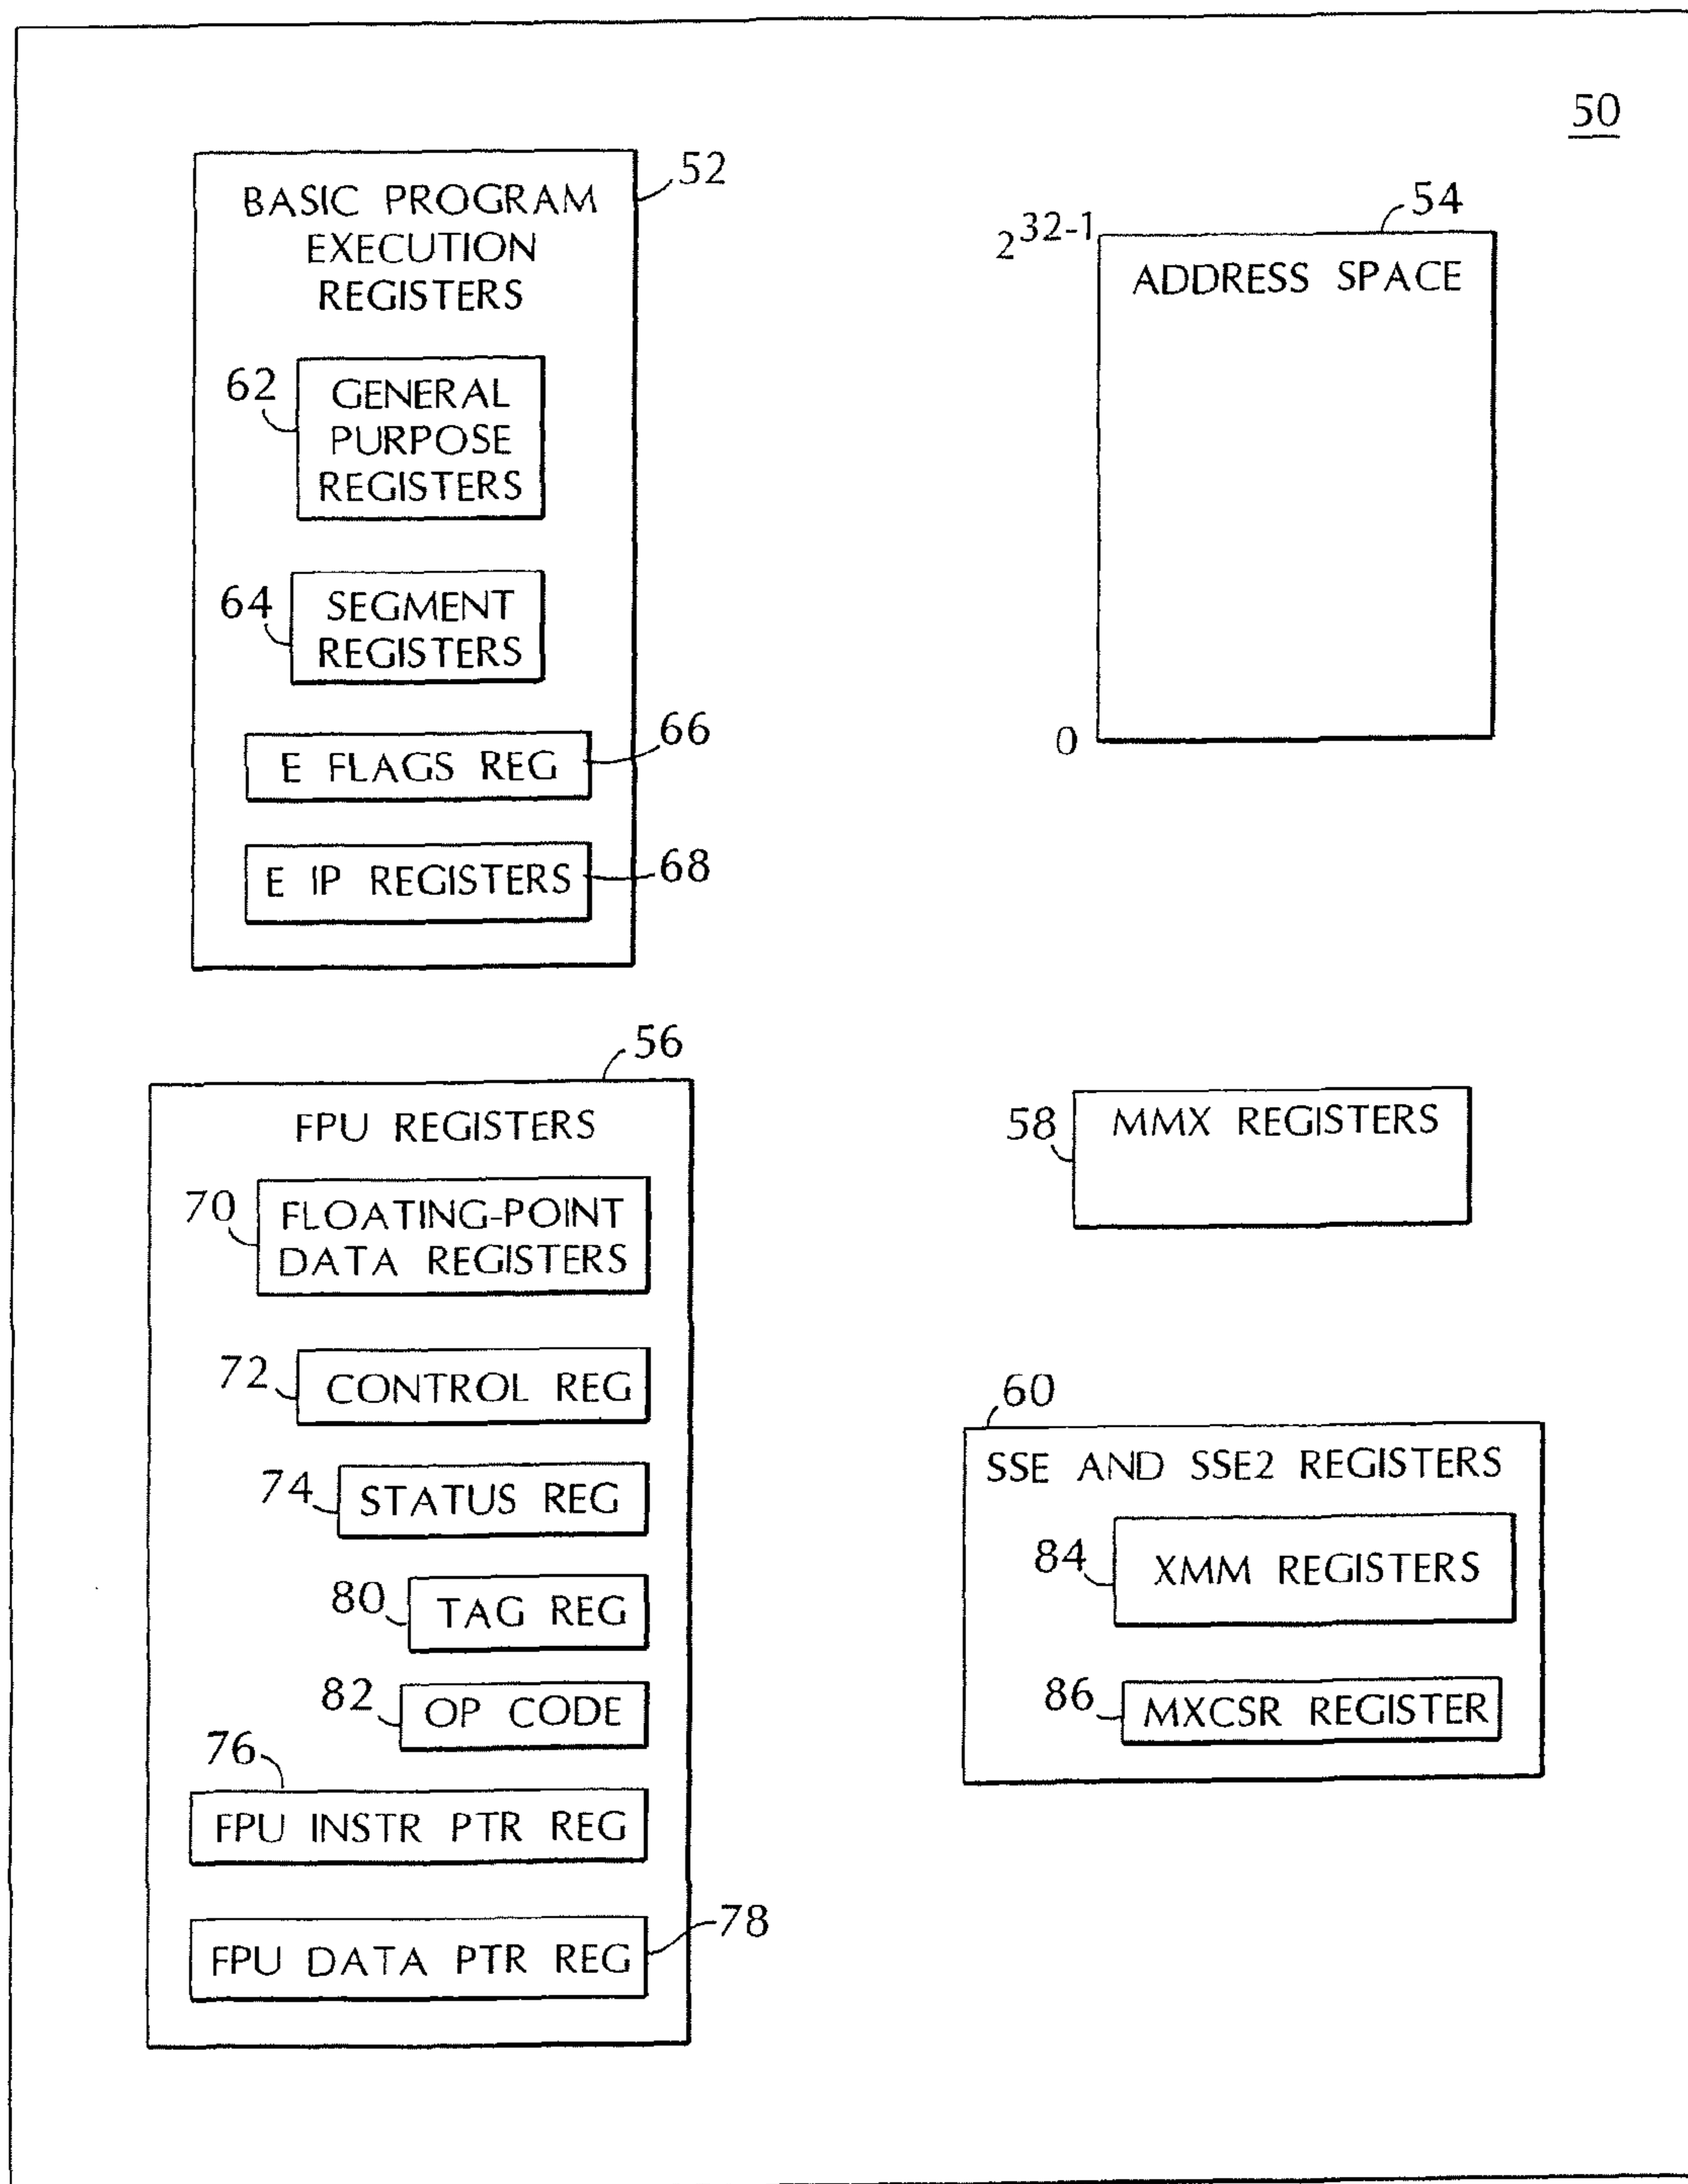 50
52
BASIC PROGRAM
EXECUTION
REGISTERS
62
GENERAL
PURPOSE
REGISTERS
64
SEGMENT
REGISTERS
66
E FLAGS REG
E IP REGISTERS
68
54
2^32-1
ADDRESS SPACE
0
56
FPU REGISTERS
70
FLOATING-POINT
DATA REGISTERS
72
CONTROL REG
74
STATUS REG
80
TAG REG
82
OP CODE
76
FPU INSTR PTR REG
78
FPU DATA PTR REG
58
MMX REGISTERS
60
SSE AND SSE2 REGISTERS
84
XMM REGISTERS
86
MXCSR REGISTER